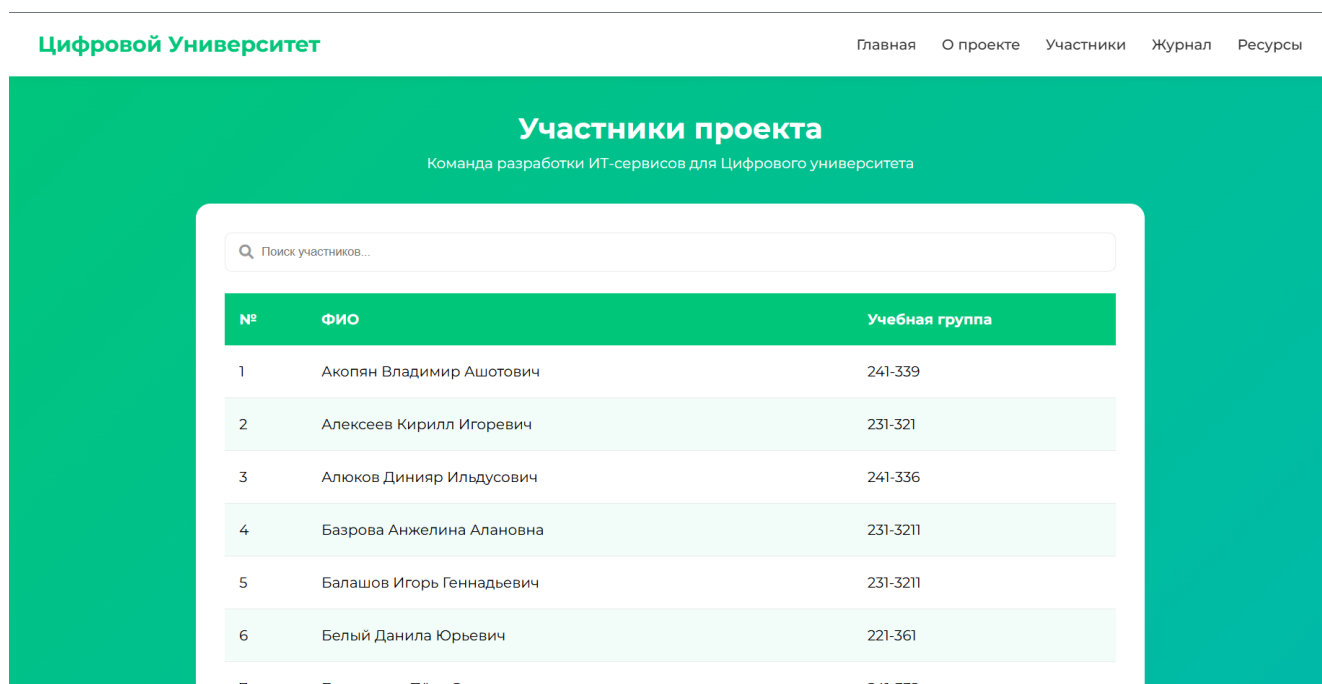 Цифровой Университет
Главная О проекте Участники Журнал Ресурсы
Участники проекта
Команда разработки ИТ-сервисов для Цифрового университета
Поиск участников...
№ ФИО Учебная группа
1 Акопян Владимир Ашотович 241-339
2 Алексеев Кирилл Игоревич 231-321
3 Алюков Динияр Ильдусович 241-336
4 Базрова Анжелина Алановна 231-3211
5 Балашов Игорь Геннадьевич 231-3211
6 Белый Данила Юрьевич 221-361